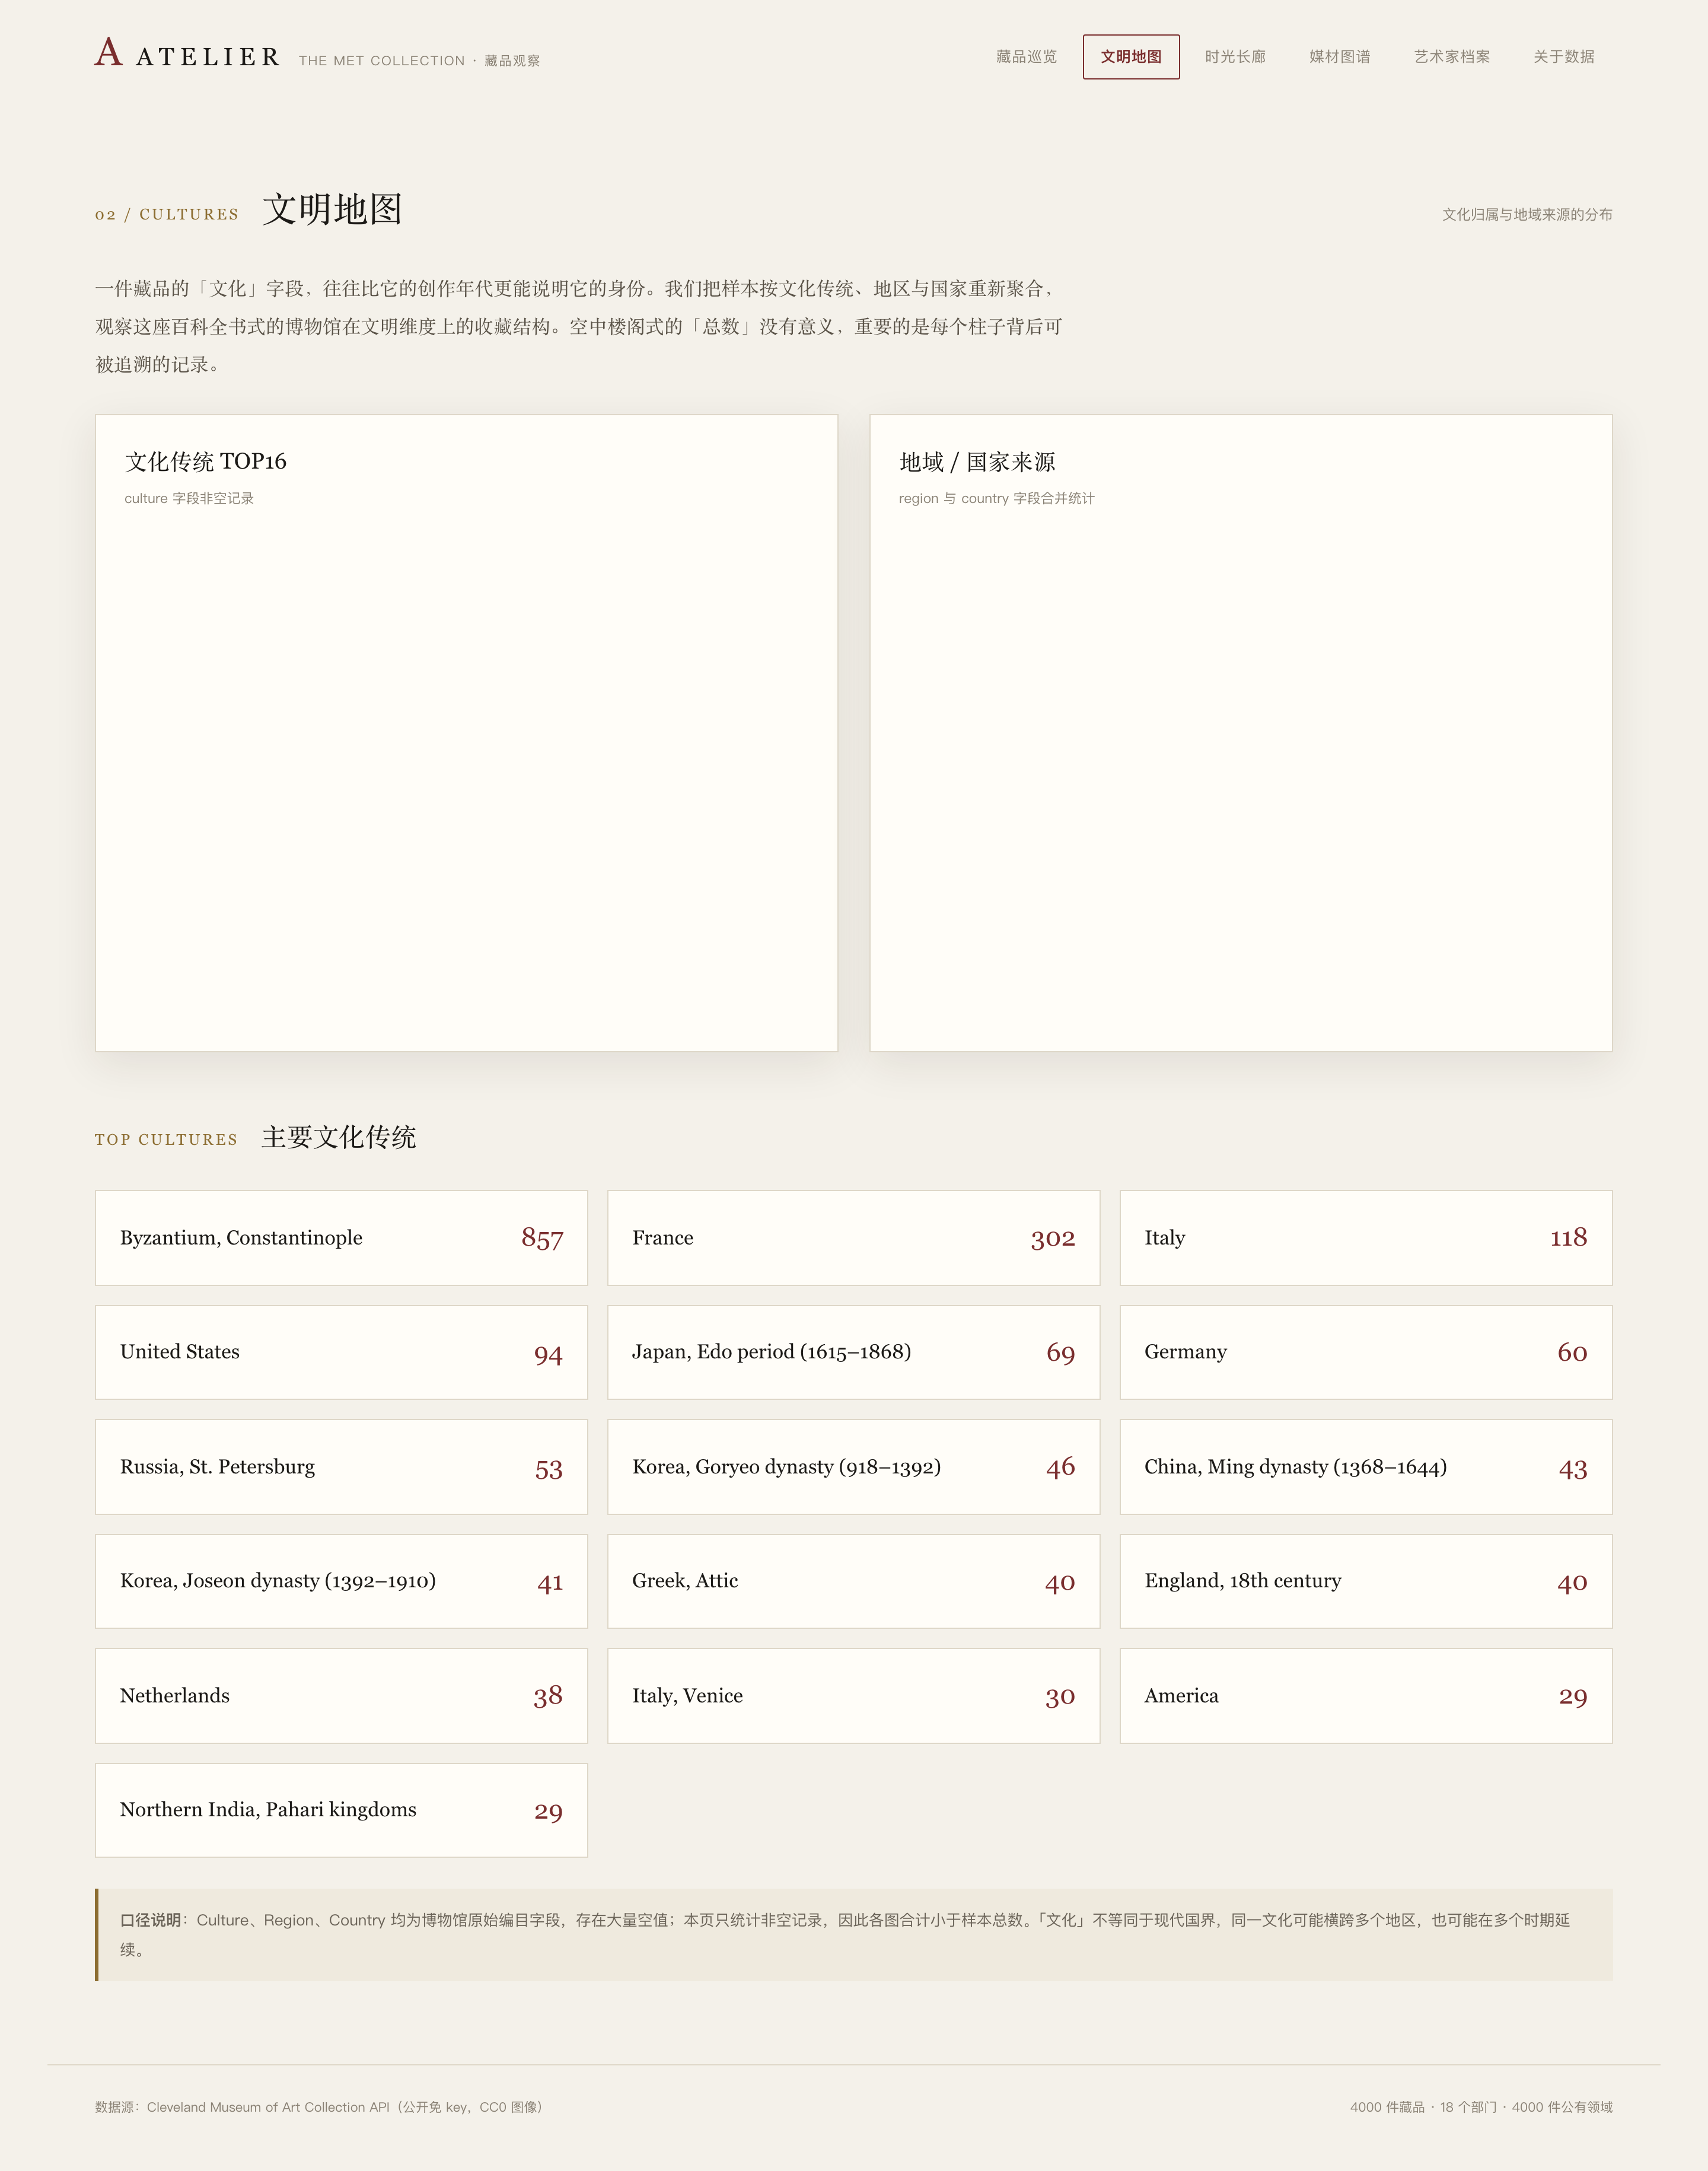 A ATELIER THE MET COLLECTION · 藏品观察
藏品巡览 文明地图 时光长廊 媒材图谱 艺术家档案 关于数据
02 / CULTURES 文明地图 文化归属与地域来源的分布
一件藏品的「文化」字段，往往比它的创作年代更能说明它的身份。我们把样本按文化传统、地区与国家重新聚合，
观察这座百科全书式的博物馆在文明维度上的收藏结构。空中楼阁式的「总数」没有意义，重要的是每个柱子背后可
被追溯的记录。
文化传统 TOP16
culture 字段非空记录
地域 / 国家来源
region 与 country 字段合并统计
TOP CULTURES 主要文化传统
Byzantium, Constantinople 857
France 302
Italy 118
United States 94
Japan, Edo period (1615–1868) 69
Germany 60
Russia, St. Petersburg 53
Korea, Goryeo dynasty (918–1392) 46
China, Ming dynasty (1368–1644) 43
Korea, Joseon dynasty (1392–1910) 41
Greek, Attic 40
England, 18th century 40
Netherlands 38
Italy, Venice 30
America 29
Northern India, Pahari kingdoms 29
口径说明：Culture、Region、Country 均为博物馆原始编目字段，存在大量空值；本页只统计非空记录，因此各图合计小于样本总数。「文化」不等同于现代国界，同一文化可能横跨多个地区，也可能在多个时期延
续。
数据源：Cleveland Museum of Art Collection API（公开免 key，CC0 图像）
4000 件藏品 · 18 个部门 · 4000 件公有领域